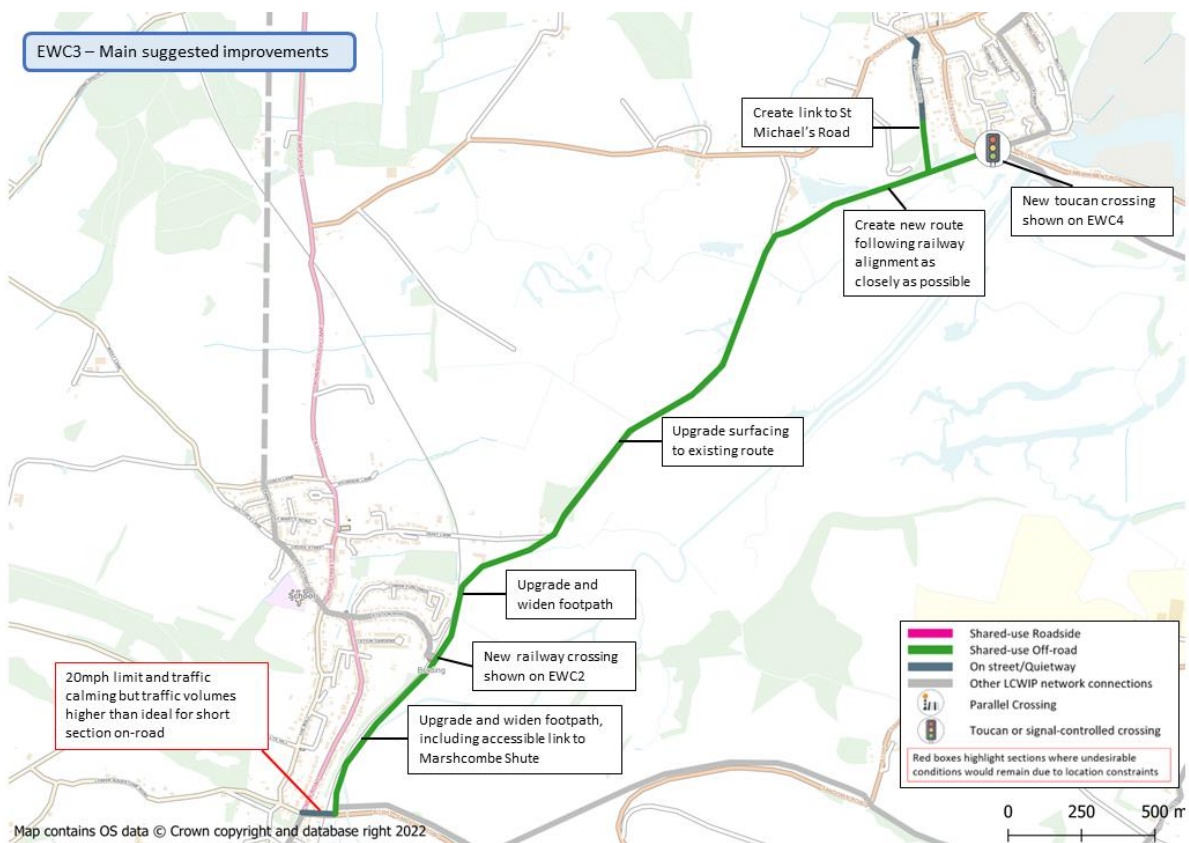 EWC3 – Main suggested improvements
Create link to St
Michael's Road
New toucan crossing
shown on EWC4
Create new route
following railway
alignment as
closely as possible
Upgrade surfacing
to existing route
School
Upgrade and
widen footpath
Brading
New railway crossing
shown on EWC2
20mph limit and traffic
calming but traffic volumes
higher than ideal for short
section on-road
Upgrade and widen footpath,
including accessible link to
Marshcombe Shute
Shared-use Roadside
Shared-use Off-road
On street/Quietway
Other LCWIP network connections
Parallel Crossing
Toucan or signal-controlled crossing
Red boxes highlight sections where undesirable
conditions would remain due to location constraints
0 250 500 m
Map contains OS data © Crown copyright and database right 2022